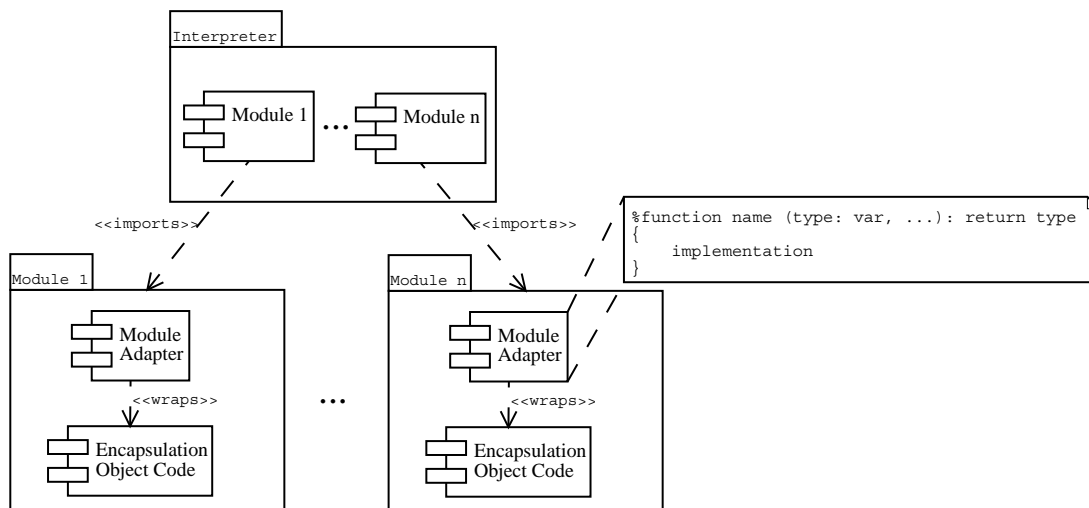 Interpreter
Module 1
...
Module n
<<imports>>
<<imports>>
%function name (type: var, ...): return type
{
implementation
}
Module 1
Module
Adapter
<<wraps>>
Encapsulation
Object Code
...
Module n
Module
Adapter
<<wraps>>
Encapsulation
Object Code